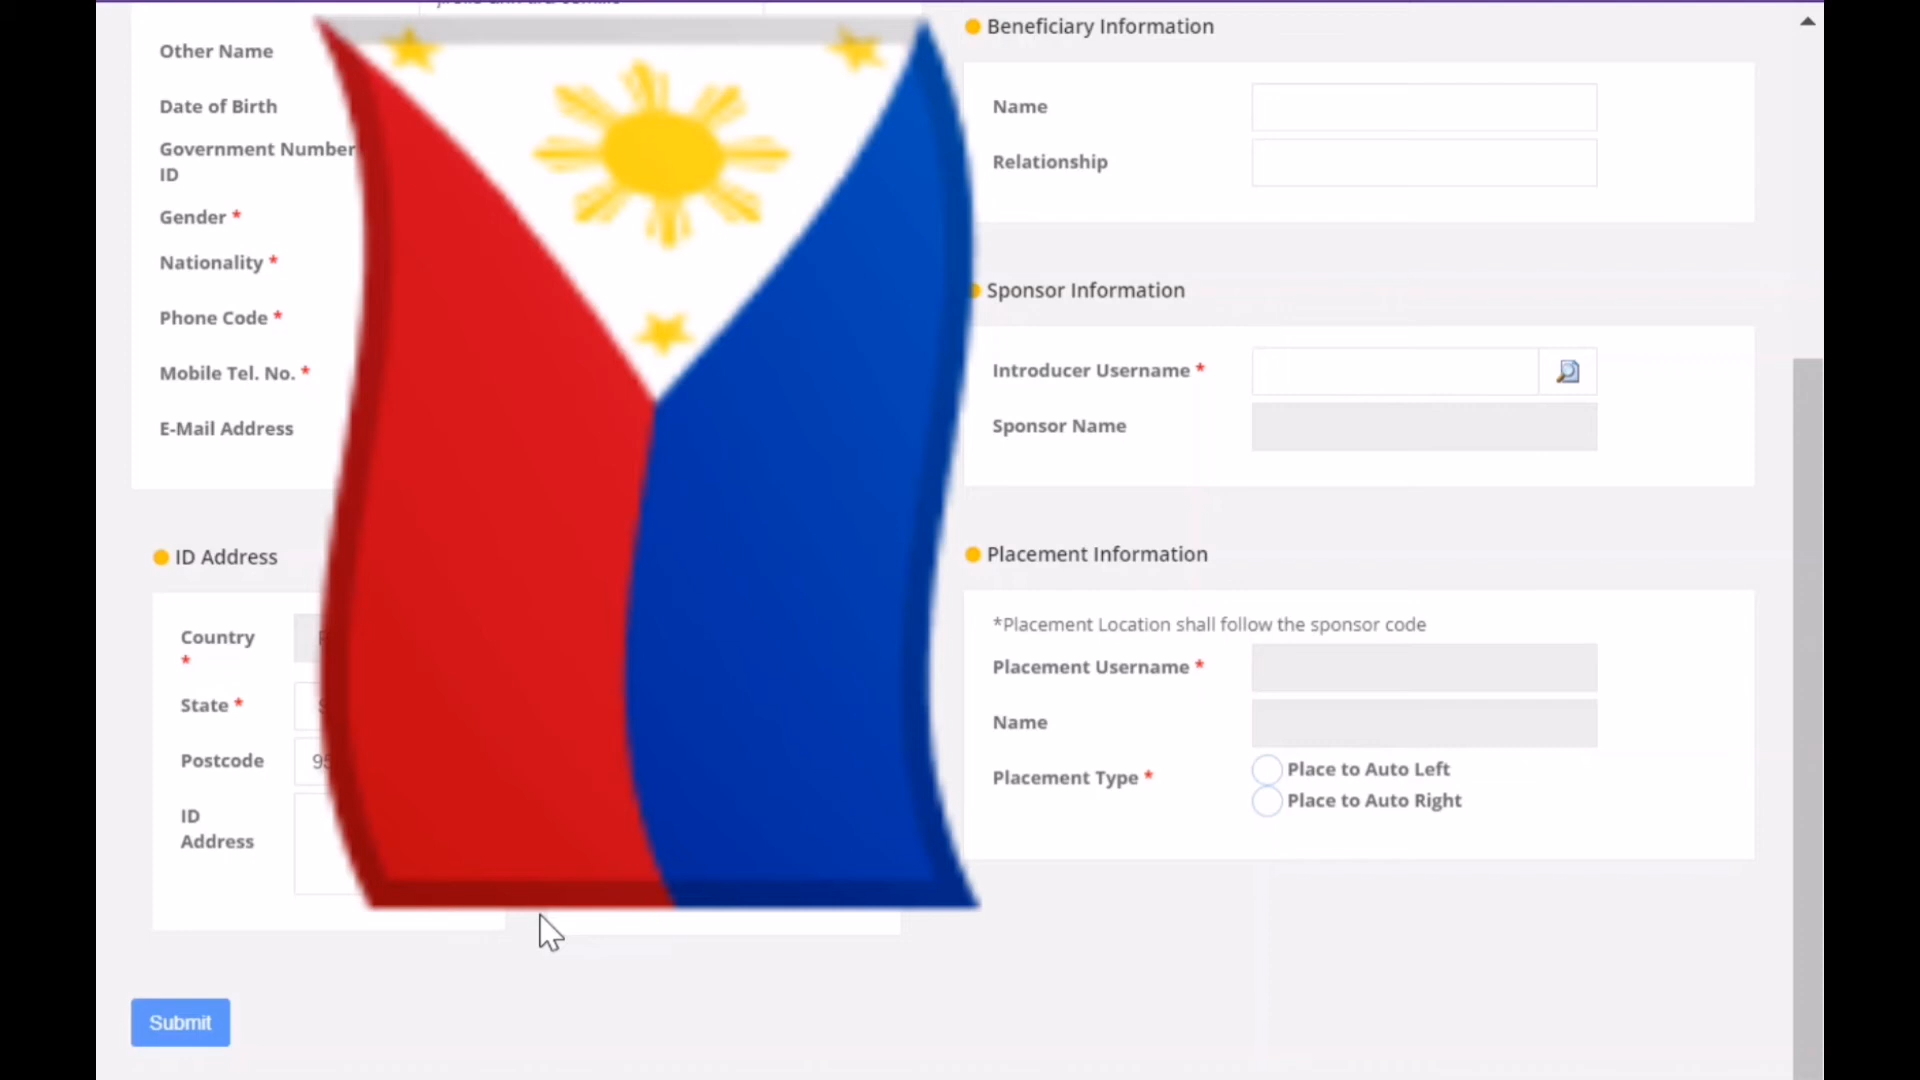 Other Name
Date of Birth
Government Number
ID
Gender *
Nationality *
Phone Code *
Mobile Tel. No. *
E-Mail Address
ID Address
Country
*
State *
Postcode
95
ID
Address
Submit
Beneficiary Information
Name
Relationship
Sponsor Information
Introducer Username *
Sponsor Name
Placement Information
*Placement Location shall follow the sponsor code
Placement Username *
Name
Placement Type *
Place to Auto Left
Place to Auto Right